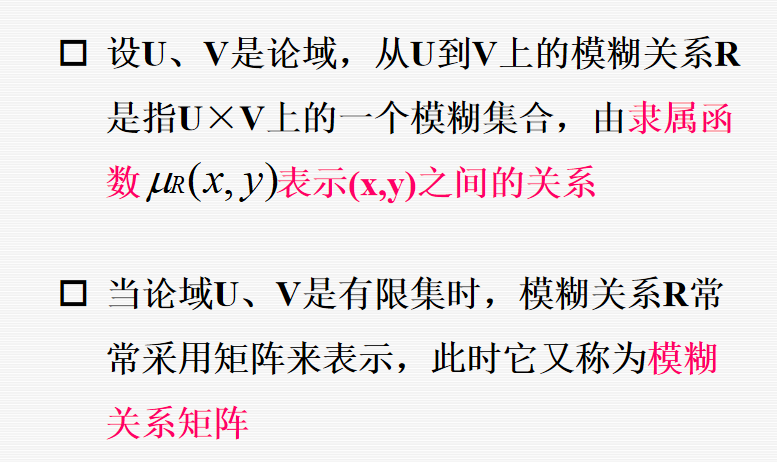 □ 设U、V是论域，从U到V上的模糊关系R
是指U×V上的一个模糊集合，由隶属函
数 μR(x, y)表示(x,y)之间的关系
□ 当论域U、V是有限集时，模糊关系R常
常采用矩阵来表示，此时它又称为模糊
关系矩阵